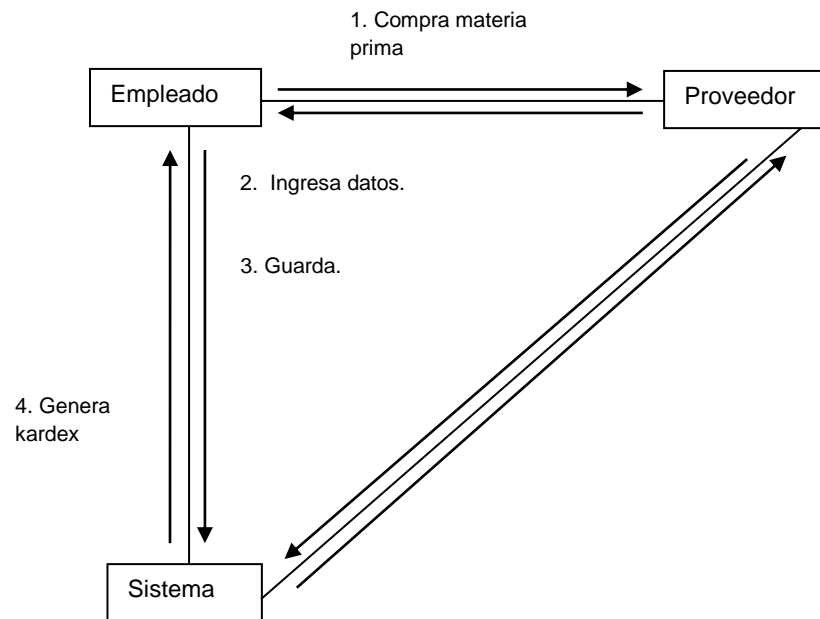 1. Compra materia
prima
Empleado
Proveedor
2. Ingresa datos.
3. Guarda.
4. Genera
kardex
Sistema